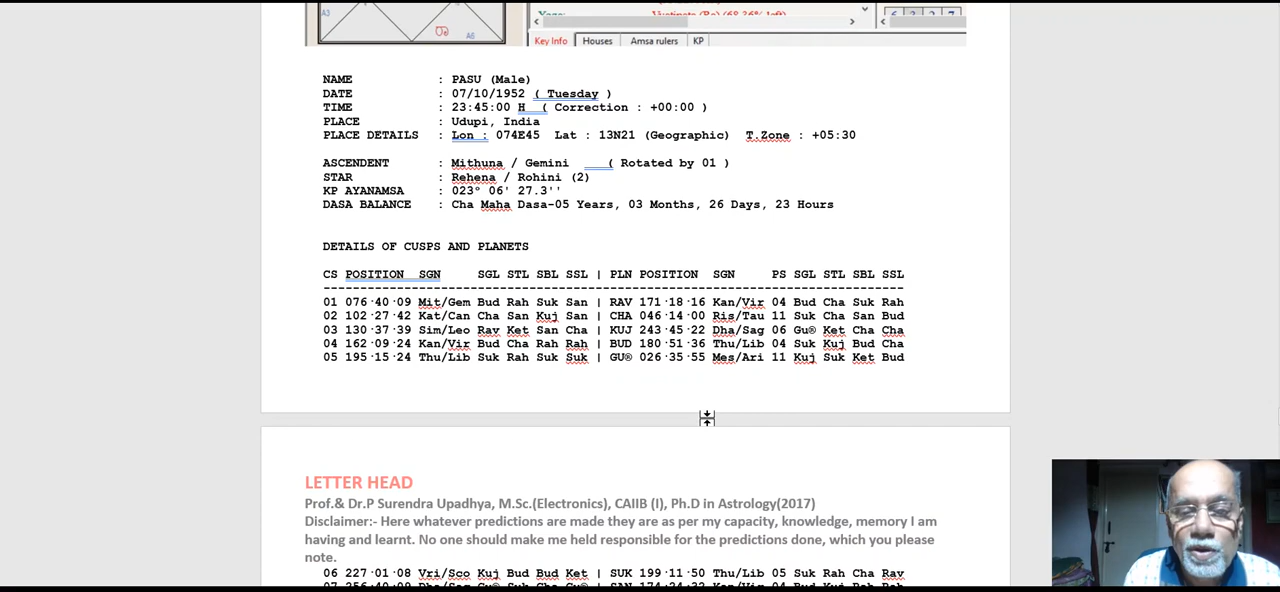 A3
A6
Key Info Houses Amsa rulers KP
NAME : PASU (Male)
DATE : 07/10/1952 ( Tuesday )
TIME : 23:45:00 H ( Correction : +00:00 )
PLACE : Udupi, India
PLACE DETAILS : Lon : 074E45 Lat : 13N21 (Geographic) T.Zone : +05:30
ASCENDENT : Mithuna / Gemini ( Rotated by 01 )
STAR : Rehena / Rohini (2)
KP AYANAMSA : 023º 06' 27.3''
DASA BALANCE : Cha Maha Dasa-05 Years, 03 Months, 26 Days, 23 Hours
DETAILS OF CUSPS AND PLANETS
CS POSITION SGN SGL STL SBL SSL | PLN POSITION SGN PS SGL STL SBL SSL
01 076·40·09 Mit/Gem Bud Rah Suk San | RAV 171·18·16 Kan/Vir 04 Bud Cha Suk Rah
02 102·27·42 Kat/Can Cha San Kuj San | CHA 046·14·00 Ris/Tau 11 Suk Cha San Bud
03 130·37·39 Sim/Leo Rav Ket San Cha | KUJ 243·45·22 Dha/Sag 06 Gu® Ket Cha Cha
04 162·09·24 Kan/Vir Bud Cha Rah Rah | BUD 180·51·36 Thu/Lib 04 Suk Kuj Bud Cha
05 195·15·24 Thu/Lib Suk Rah Suk Suk | GU® 026·35·55 Mes/Ari 11 Kuj Suk Ket Bud
LETTER HEAD
Prof.& Dr.P Surendra Upadhya, M.Sc.(Electronics), CAIIB (I), Ph.D in Astrology(2017)
Disclaimer:- Here whatever predictions are made they are as per my capacity, knowledge, memory I am
having and learnt. No one should make me held responsible for the predictions done, which you please
note.
06 227·01·08 Vri/Sco Kuj Bud Bud Ket | SUK 199·11·50 Thu/Lib 05 Suk Rah Cha Rav